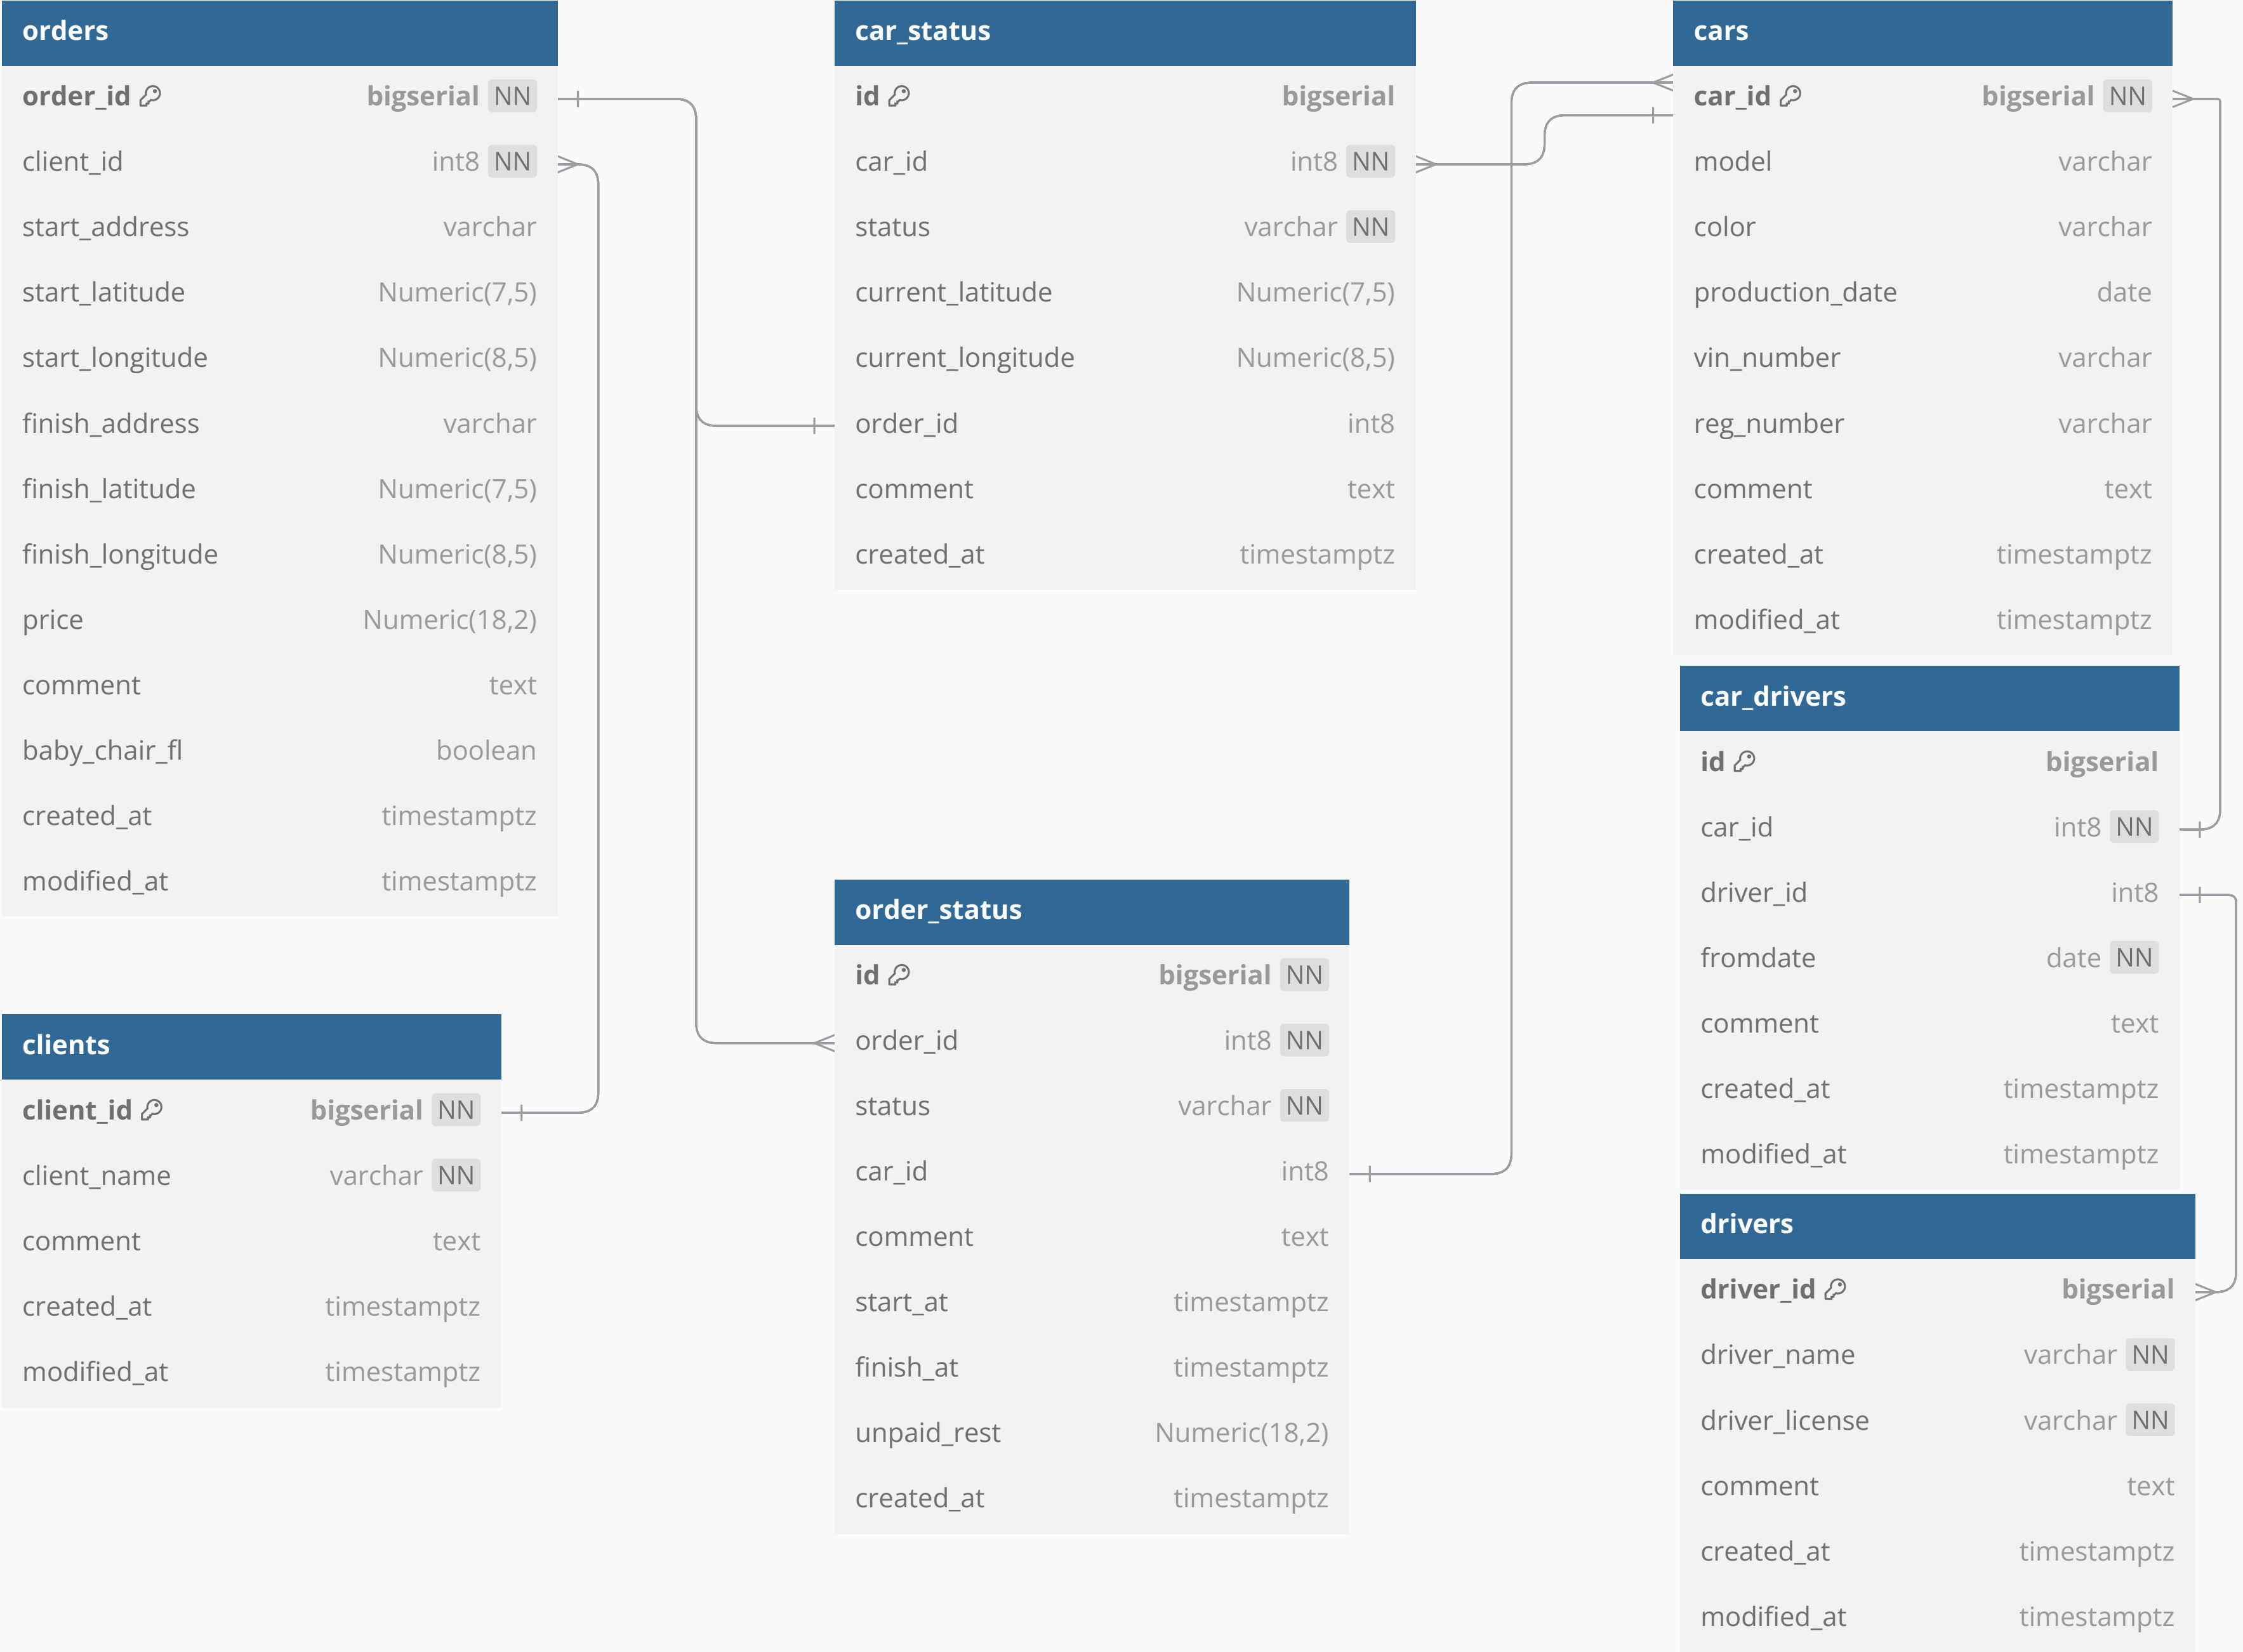 orders
order_id bigserial NN
client_id int8 NN
start_address varchar
start_latitude Numeric(7,5)
start_longitude Numeric(8,5)
finish_address varchar
finish_latitude Numeric(7,5)
finish_longitude Numeric(8,5)
price Numeric(18,2)
comment text
baby_chair_fl boolean
created_at timestamptz
modified_at timestamptz
clients
client_id bigserial NN
client_name varchar NN
comment text
created_at timestamptz
modified_at timestamptz
car_status
id bigserial
car_id int8 NN
status varchar NN
current_latitude Numeric(7,5)
current_longitude Numeric(8,5)
order_id int8
comment text
created_at timestamptz
order_status
id bigserial NN
order_id int8 NN
status varchar NN
car_id int8
comment text
start_at timestamptz
finish_at timestamptz
unpaid_rest Numeric(18,2)
created_at timestamptz
cars
car_id bigserial NN
model varchar
color varchar
production_date date
vin_number varchar
reg_number varchar
comment text
created_at timestamptz
modified_at timestamptz
car_drivers
id bigserial
car_id int8 NN
driver_id int8
fromdate date NN
comment text
created_at timestamptz
modified_at timestamptz
drivers
driver_id bigserial
driver_name varchar NN
driver_license varchar NN
comment text
created_at timestamptz
modified_at timestamptz